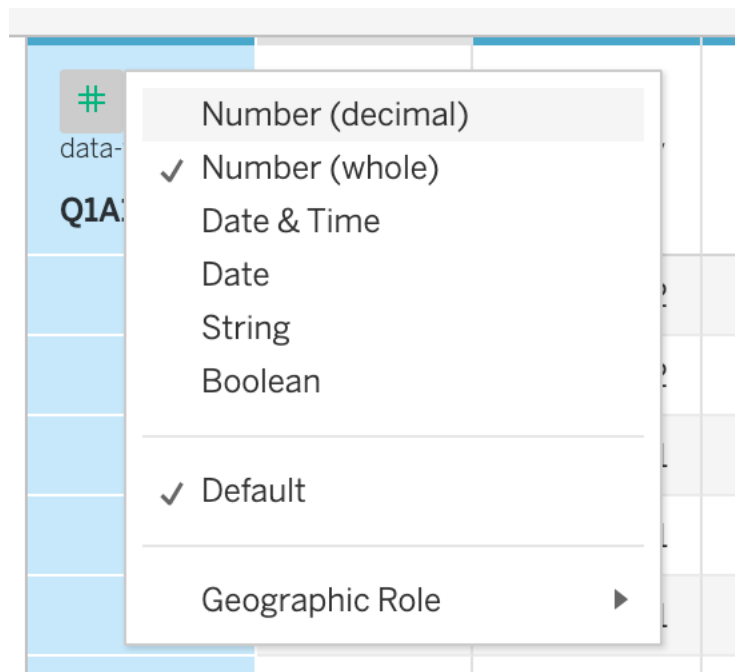 #
data-
Number (decimal)
Number (whole)
Q1A
Date & Time
Date
String
Boolean
Default
Geographic Role